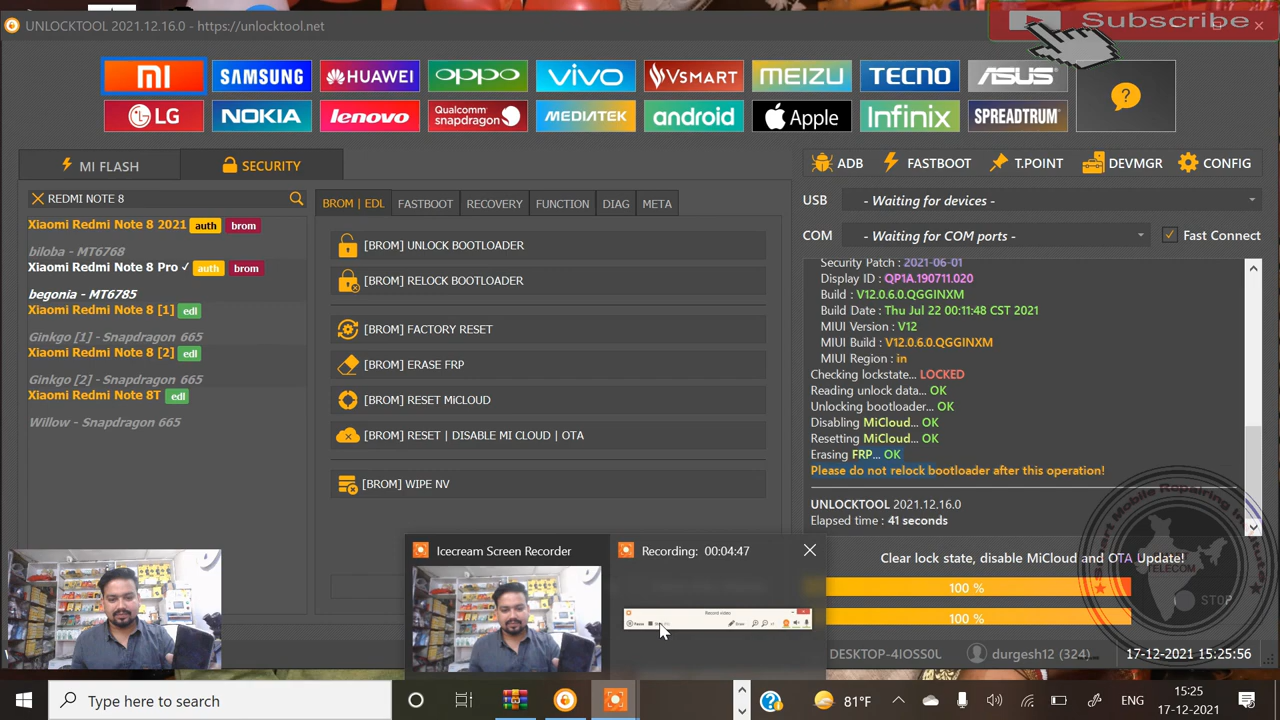 UNLOCKTOOL 2021.12.16.0 - https://unlocktool.net
Subscribe
MI
SAMSUNG
HUAWEI
OPPO
VIVO
VSMART
MEIZU
TECNO
ASUS
LG
NOKIA
lenovo
Qualcomm snapdragon
MEDIATEK
android
Apple
Infinix
SPREADTRUM
?
MI FLASH
SECURITY
ADB
FASTBOOT
T.POINT
DEVMGR
CONFIG
REDMI NOTE 8
Xiaomi Redmi Note 8 2021 auth brom
biloba - MT6768
Xiaomi Redmi Note 8 Pro ✓ auth brom
begonia - MT6785
Xiaomi Redmi Note 8 [1] edl
Ginkgo [1] - Snapdragon 665
Xiaomi Redmi Note 8 [2] edl
Ginkgo [2] - Snapdragon 665
Xiaomi Redmi Note 8T edl
Willow - Snapdragon 665
BROM | EDL
FASTBOOT
RECOVERY
FUNCTION
DIAG
META
[BROM] UNLOCK BOOTLOADER
[BROM] RELOCK BOOTLOADER
[BROM] FACTORY RESET
[BROM] ERASE FRP
[BROM] RESET MiCLOUD
[BROM] RESET | DISABLE MI CLOUD | OTA
[BROM] WIPE NV
USB - Waiting for devices -
COM - Waiting for COM ports - Fast Connect
Security Patch : 2021-06-01
Display ID : QP1A.190711.020
Build : V12.0.6.0.QGGINXM
Build Date : Thu Jul 22 00:11:48 CST 2021
MIUI Version : V12
MIUI Build : V12.0.6.0.QGGINXM
MIUI Region : in
Checking lockstate... LOCKED
Reading unlock data... OK
Unlocking bootloader... OK
Disabling MiCloud... OK
Resetting MiCloud... OK
Erasing FRP... OK
Please do not relock bootloader after this operation!
UNLOCKTOOL 2021.12.16.0
Elapsed time : 41 seconds
Clear lock state, disable MiCloud and OTA Update!
100 %
100 %
STOP
TELECOM
Icecream Screen Recorder
Recording: 00:04:47
Record video
Pause
Draw
DESKTOP-4IOSS0U
durgesh12 (324)
17-12-2021 15:25:56
Type here to search
81°F
ENG
15:25
17-12-2021